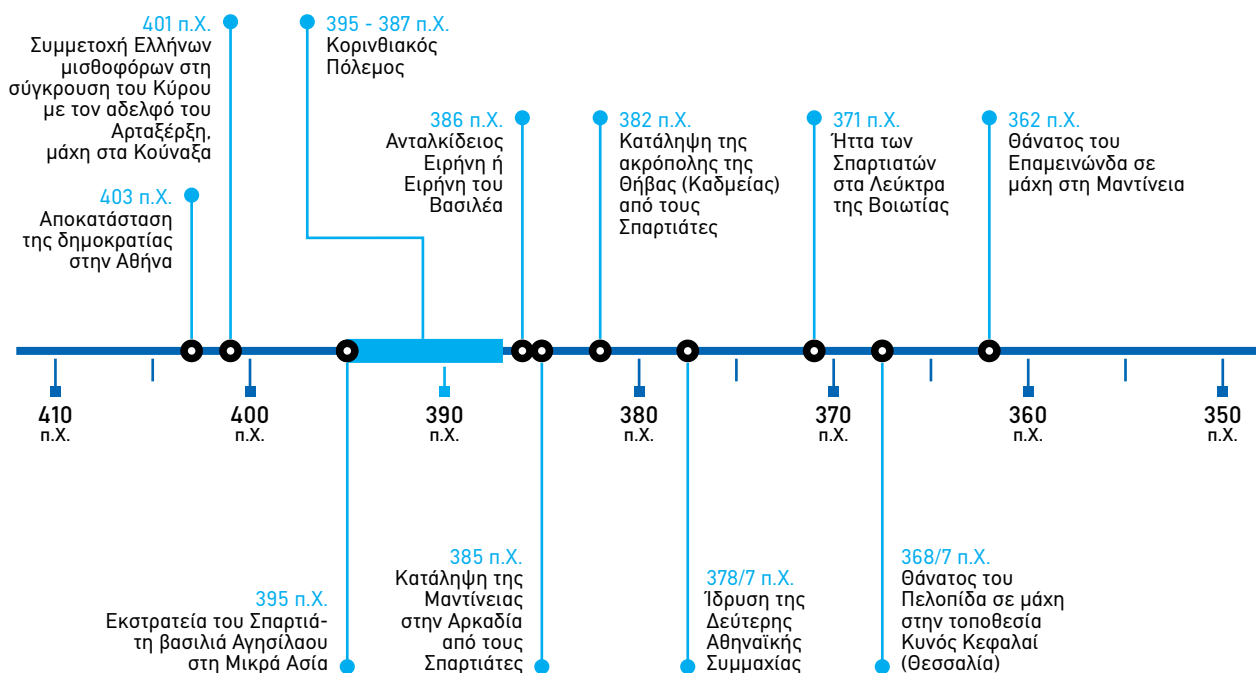 401 π.Χ.
Συμμετοχή Ελλήνων
μισθοφόρων στη
σύγκρουση του Κύρου
με τον αδελφό του
Αρταξέρξη,
μάχη στα Κούναξα
395 - 387 π.Χ.
Κορινθιακός
Πόλεμος
403 π.Χ.
Αποκατάσταση
της δημοκρατίας
στην Αθήνα
386 π.Χ.
Ανταλκίδειος
Ειρήνη ή
Ειρήνη του
Βασιλέα
382 π.Χ.
Κατάληψη της
ακρόπολης της
Θήβας (Καδμείας)
από τους
Σπαρτιάτες
371 π.Χ.
Ήττα των
Σπαρτιατών
στα Λεύκτρα
της Βοιωτίας
362 π.Χ.
Θάνατος του
Επαμεινώνδα σε
μάχη στη Μαντίνεια
410
π.Χ.
400
π.Χ.
390
π.Χ.
380
π.Χ.
370
π.Χ.
360
π.Χ.
350
π.Χ.
395 π.Χ.
Εκστρατεία του Σπαρτιά-
τη βασιλιά Αγησίλαου
στη Μικρά Ασία
385 π.Χ.
Κατάληψη της
Μαντίνειας
στην Αρκαδία
από τους
Σπαρτιάτες
378/7 π.Χ.
Ίδρυση της
Δεύτερης
Αθηναϊκής
Συμμαχίας
368/7 π.Χ.
Θάνατος του
Πελοπίδα σε μάχη
στην τοποθεσία
Κυνός Κεφαλαί
(Θεσσαλία)